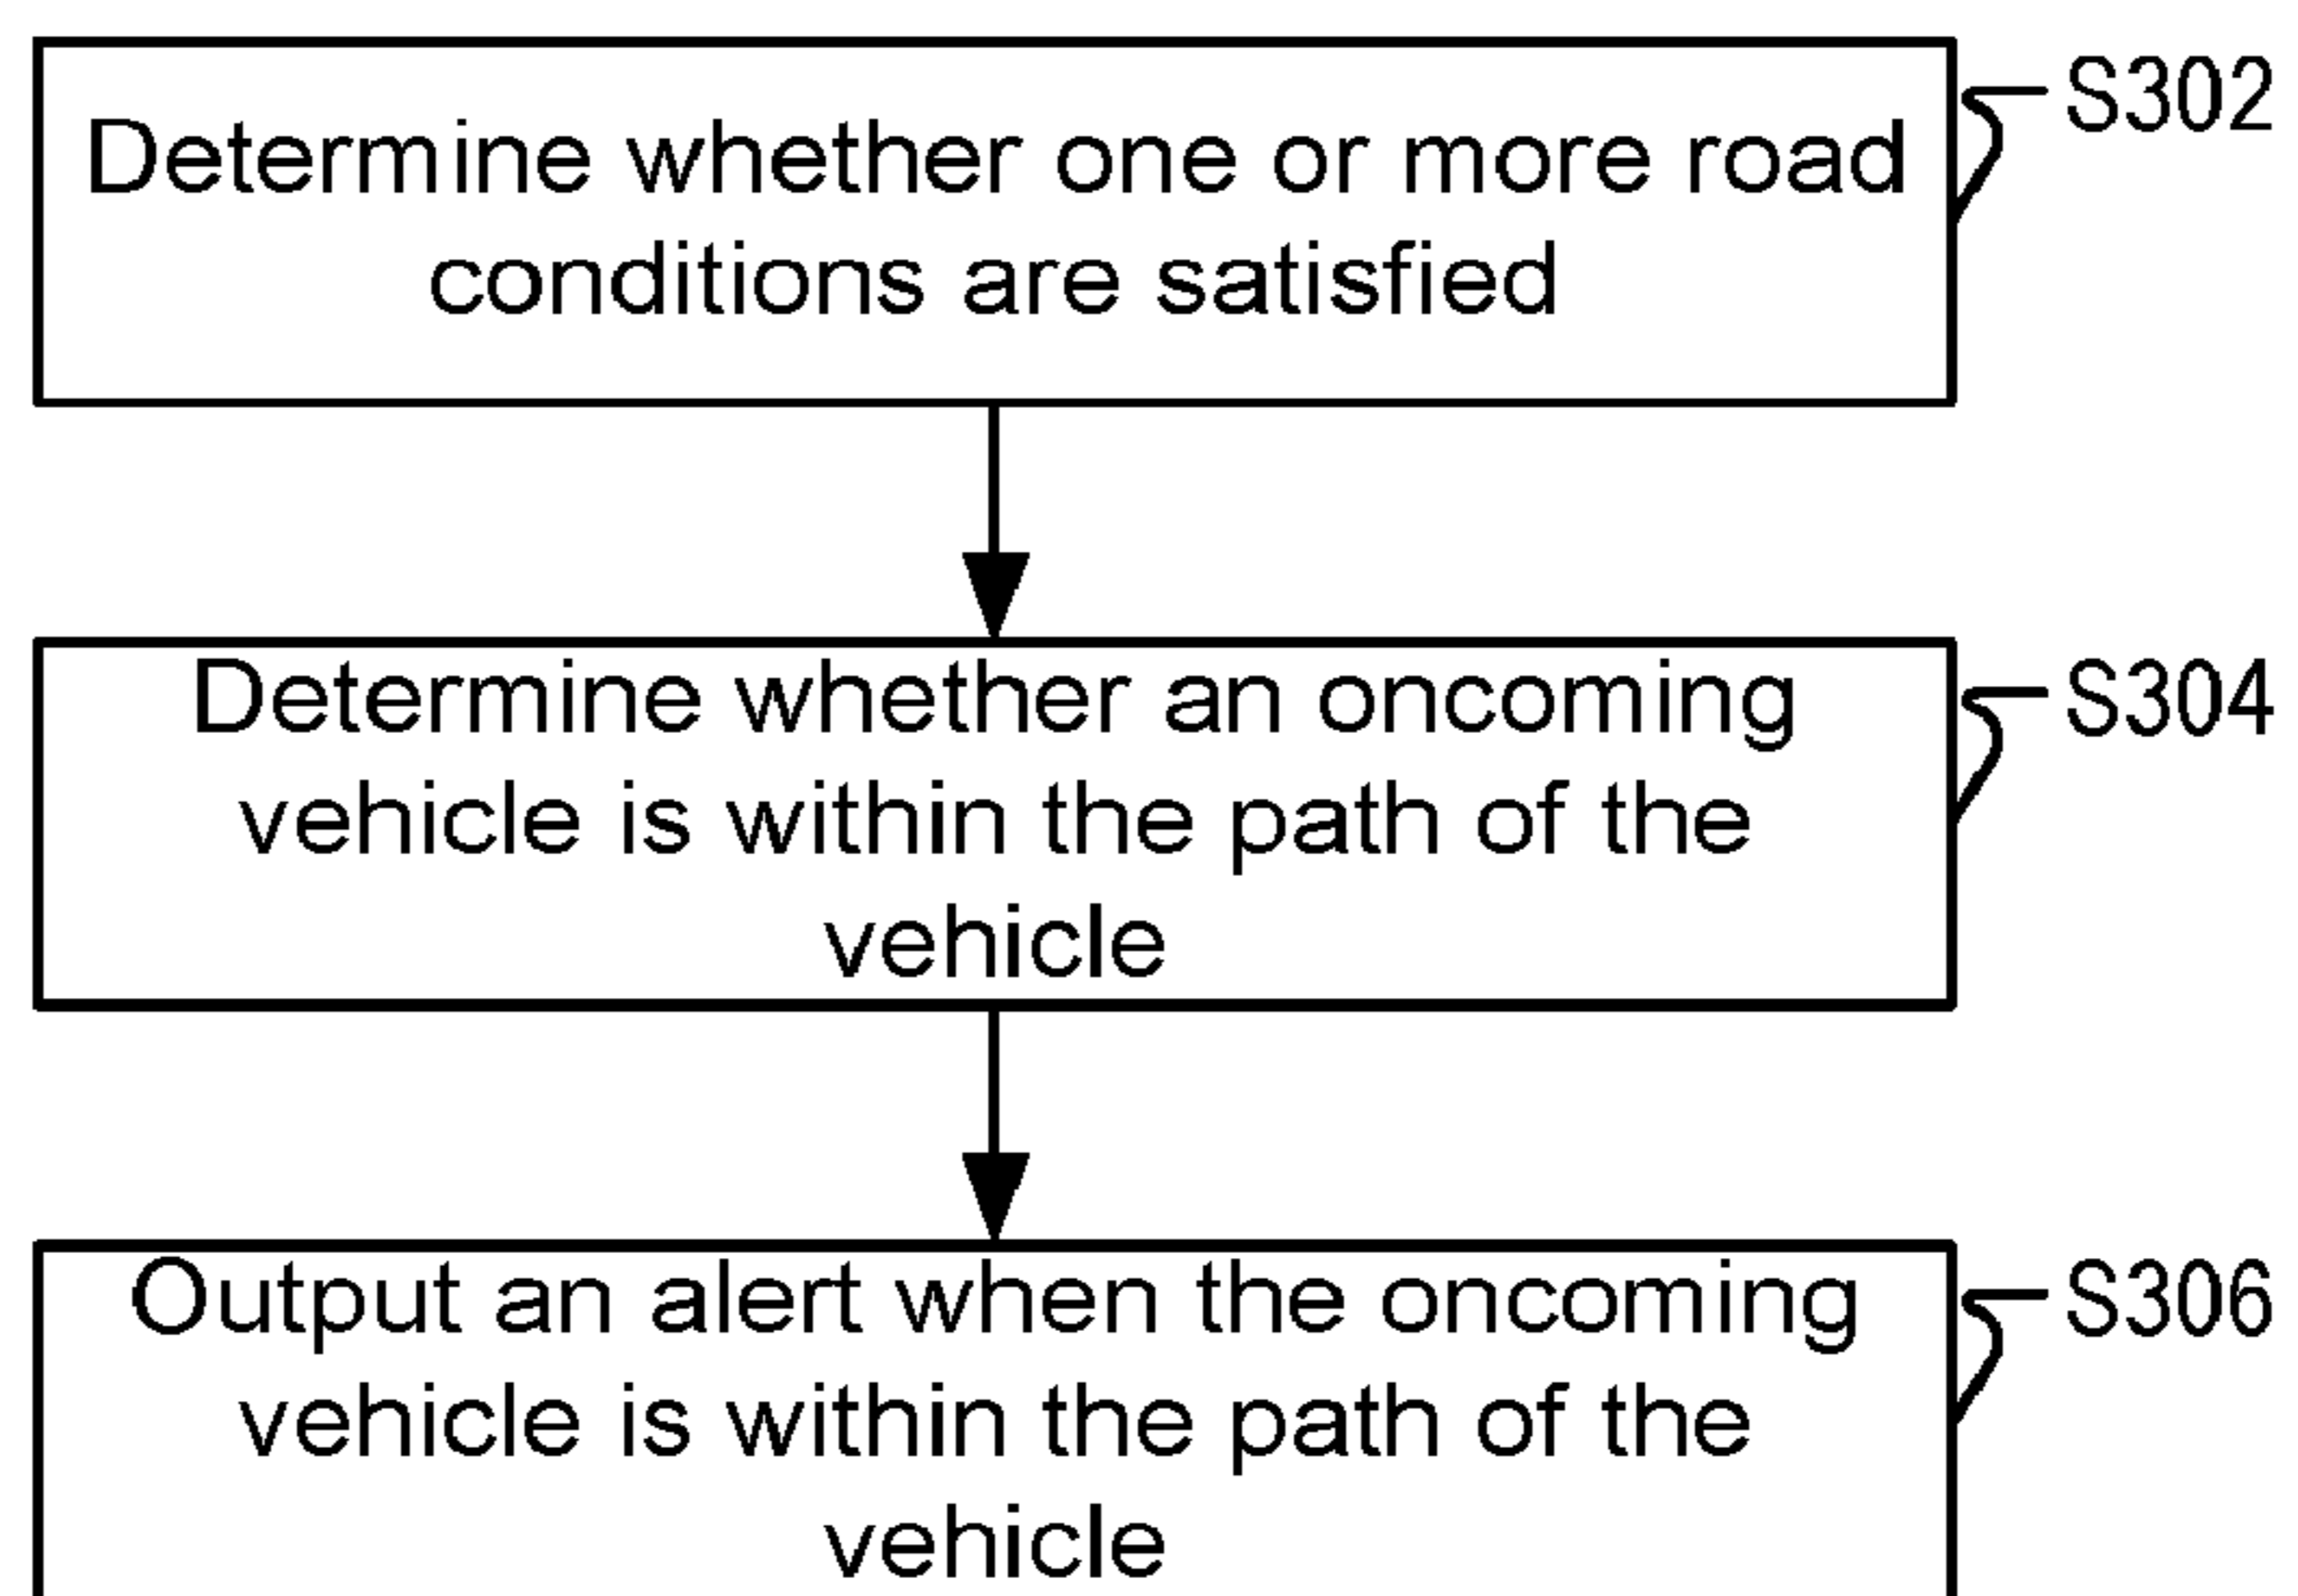 Determine whether one or more road
conditions are satisfied
S302
Determine whether an oncoming
vehicle is within the path of the
vehicle
S304
Output an alert when the oncoming
vehicle is within the path of the
vehicle
S306